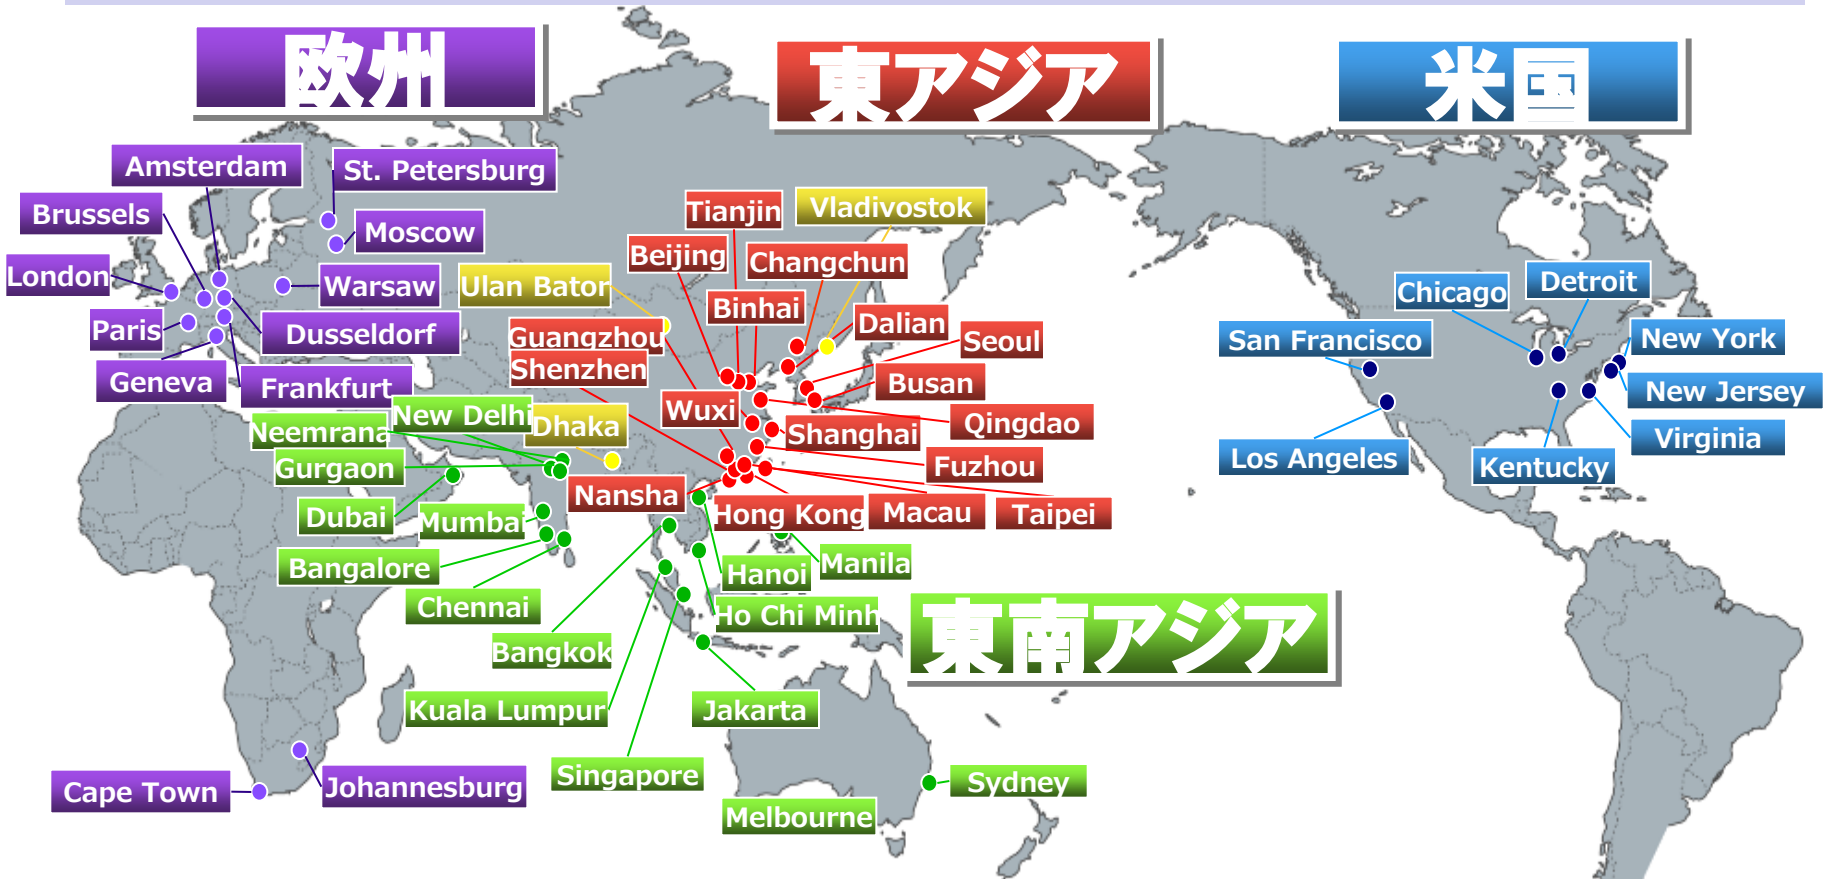 欧州
東アジア
米国
Amsterdam
St. Petersburg
Brussels
Moscow
London
Warsaw
Paris
Dusseldorf
Geneva
Frankfurt
Tianjin
Vladivostok
Beijing
Changchun
Ulan Bator
Binhai
Dalian
Guangzhou
Seoul
Shenzhen
Busan
Wuxi
Qingdao
Shanghai
Fuzhou
Nansha
Hong Kong
Macau
Taipei
Chicago
Detroit
San Francisco
New York
New Jersey
Virginia
Los Angeles
Kentucky
New Delhi
Neemrana
Dhaka
Gurgaon
Dubai
Mumbai
Bangalore
Chennai
Hanoi
Manila
Ho Chi Minh
東南アジア
Bangkok
Kuala Lumpur
Jakarta
Singapore
Sydney
Melbourne
Cape Town
Johannesburg